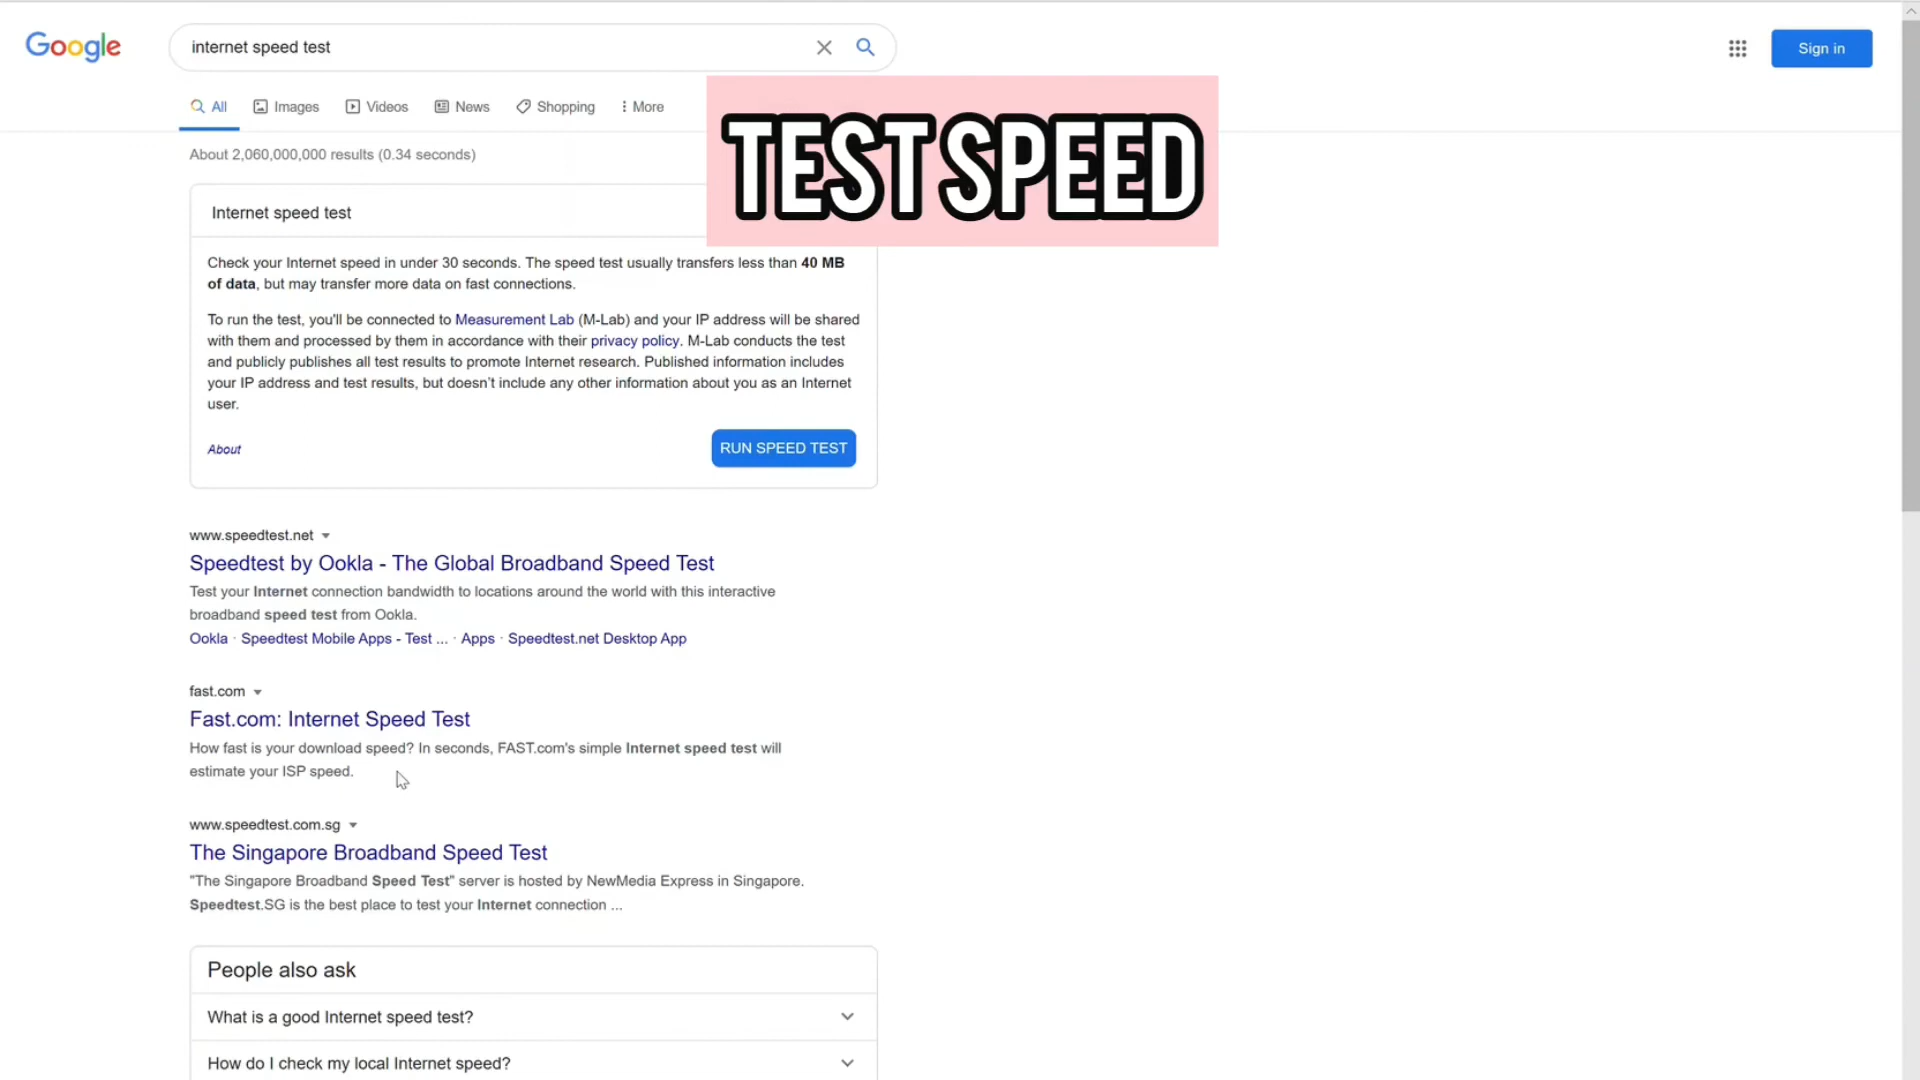 Google
internet speed test
Sign in
All Images Videos News Shopping More
TEST SPEED
About 2,060,000,000 results (0.34 seconds)
Internet speed test
Check your Internet speed in under 30 seconds. The speed test usually transfers less than 40 MB
of data, but may transfer more data on fast connections.
To run the test, you'll be connected to Measurement Lab (M-Lab) and your IP address will be shared
with them and processed by them in accordance with their privacy policy. M-Lab conducts the test
and publicly publishes all test results to promote Internet research. Published information includes
your IP address and test results, but doesn't include any other information about you as an Internet
user.
About
RUN SPEED TEST
www.speedtest.net
Speedtest by Ookla - The Global Broadband Speed Test
Test your Internet connection bandwidth to locations around the world with this interactive
broadband speed test from Ookla.
Ookla · Speedtest Mobile Apps - Test ... · Apps · Speedtest.net Desktop App
fast.com
Fast.com: Internet Speed Test
How fast is your download speed? In seconds, FAST.com's simple Internet speed test will
estimate your ISP speed.
www.speedtest.com.sg
The Singapore Broadband Speed Test
"The Singapore Broadband Speed Test" server is hosted by NewMedia Express in Singapore.
Speedtest.SG is the best place to test your Internet connection ...
People also ask
What is a good Internet speed test?
How do I check my local Internet speed?